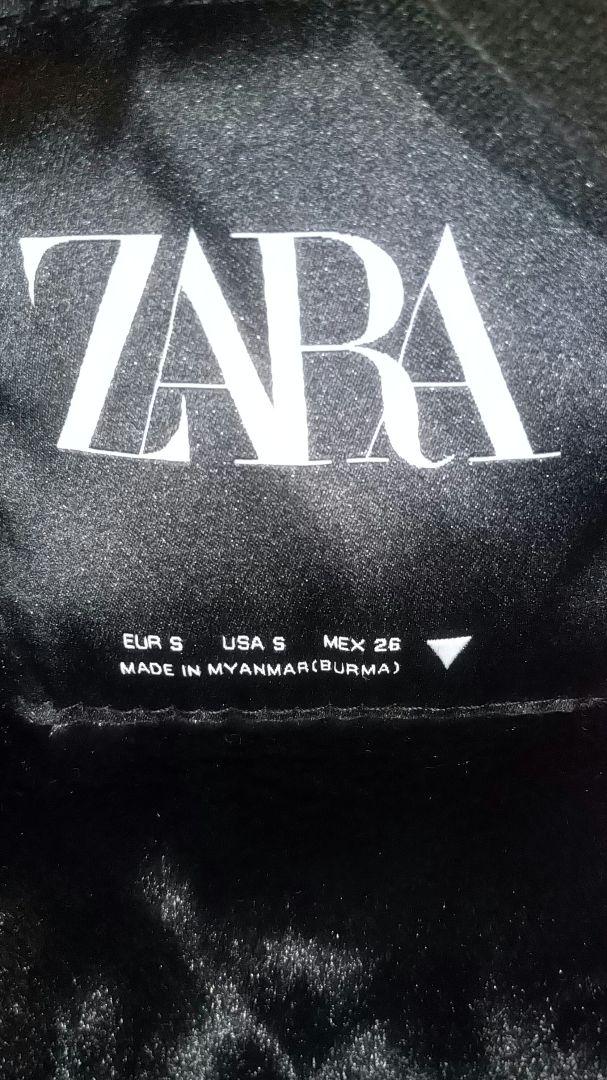 ZARA
EUR S USA S MEX 26
MADE IN MYANMAR(BURMA)